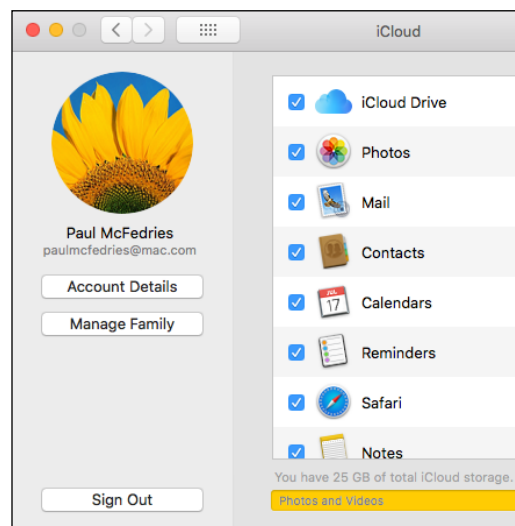 iCloud
Paul McFedries
paulmcfedries@mac.com
Account Details
Manage Family
Sign Out
iCloud Drive
Photos
Mail
Contacts
JUL
17
Calendars
Reminders
Safari
Notes
You have 25 GB of total iCloud storage.
Photos and Videos